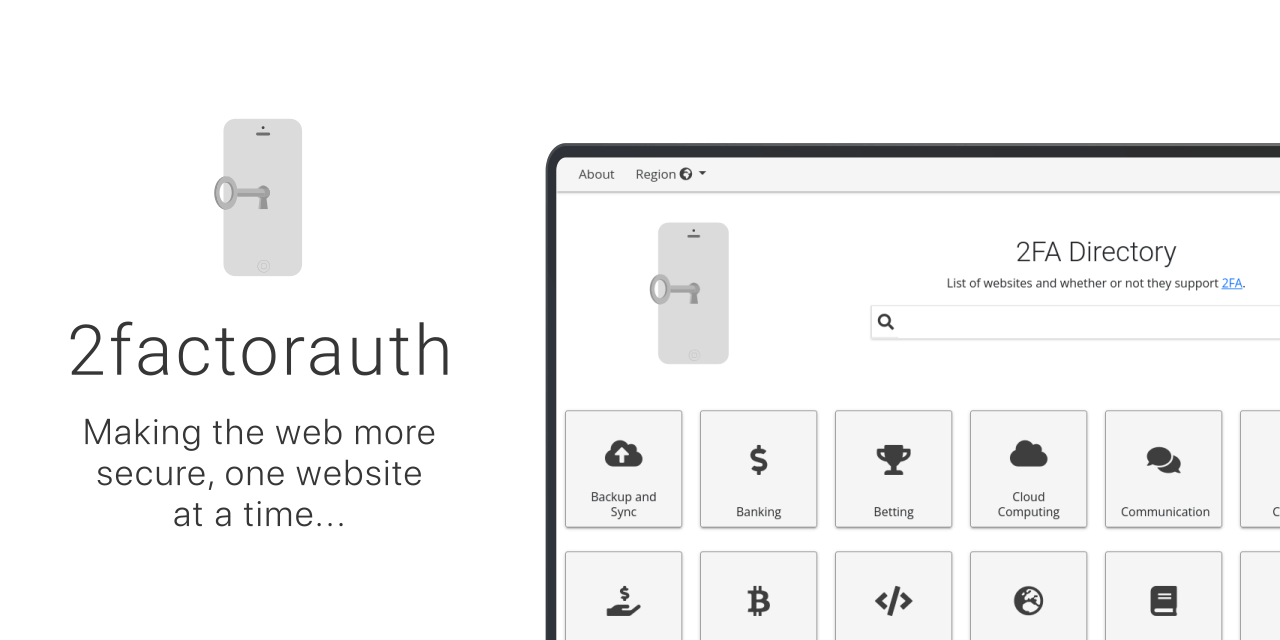 2factorauth
Making the web more
secure, one website
at a time...
About
Region
2FA Directory
List of websites and whether or not they support 2FA.
Backup and
Sync
Banking
Betting
Cloud
Computing
Communication